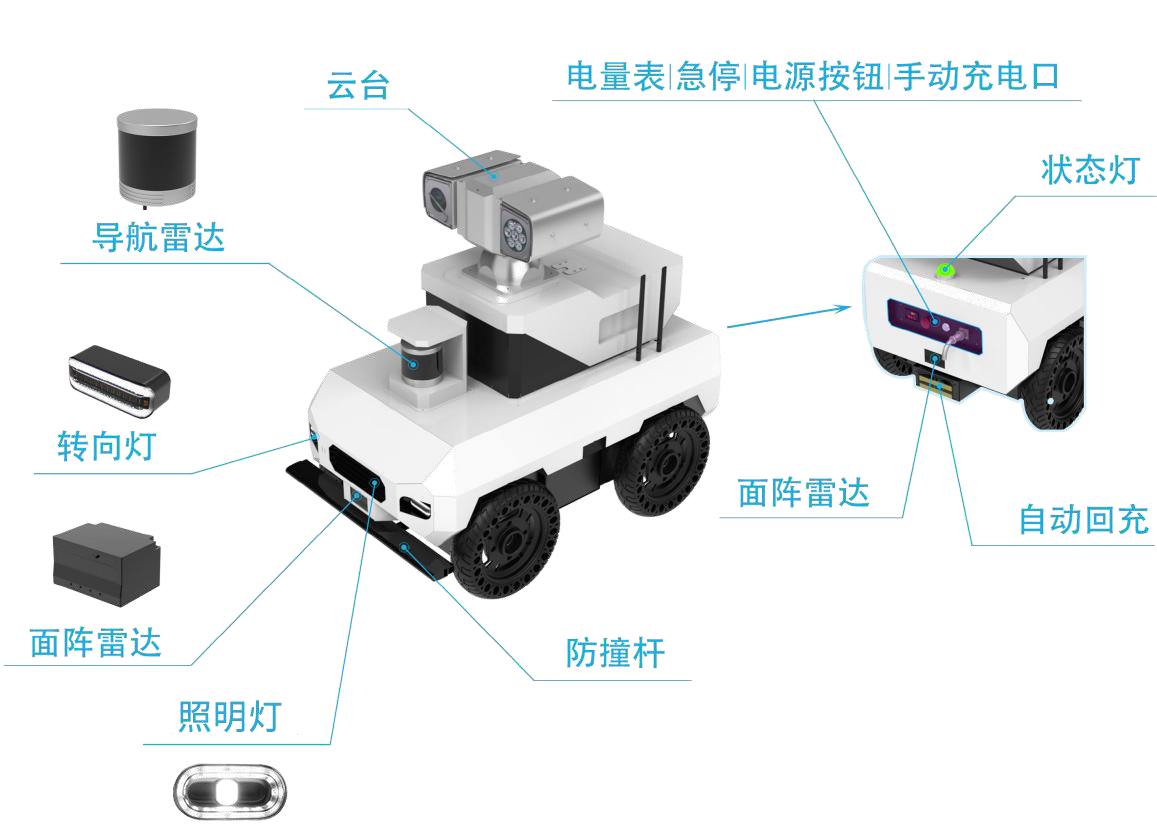 云台
电量表|急停|电源按钮|手动充电口
状态灯
导航雷达
转向灯
面阵雷达
自动回充
面阵雷达
防撞杆
照明灯